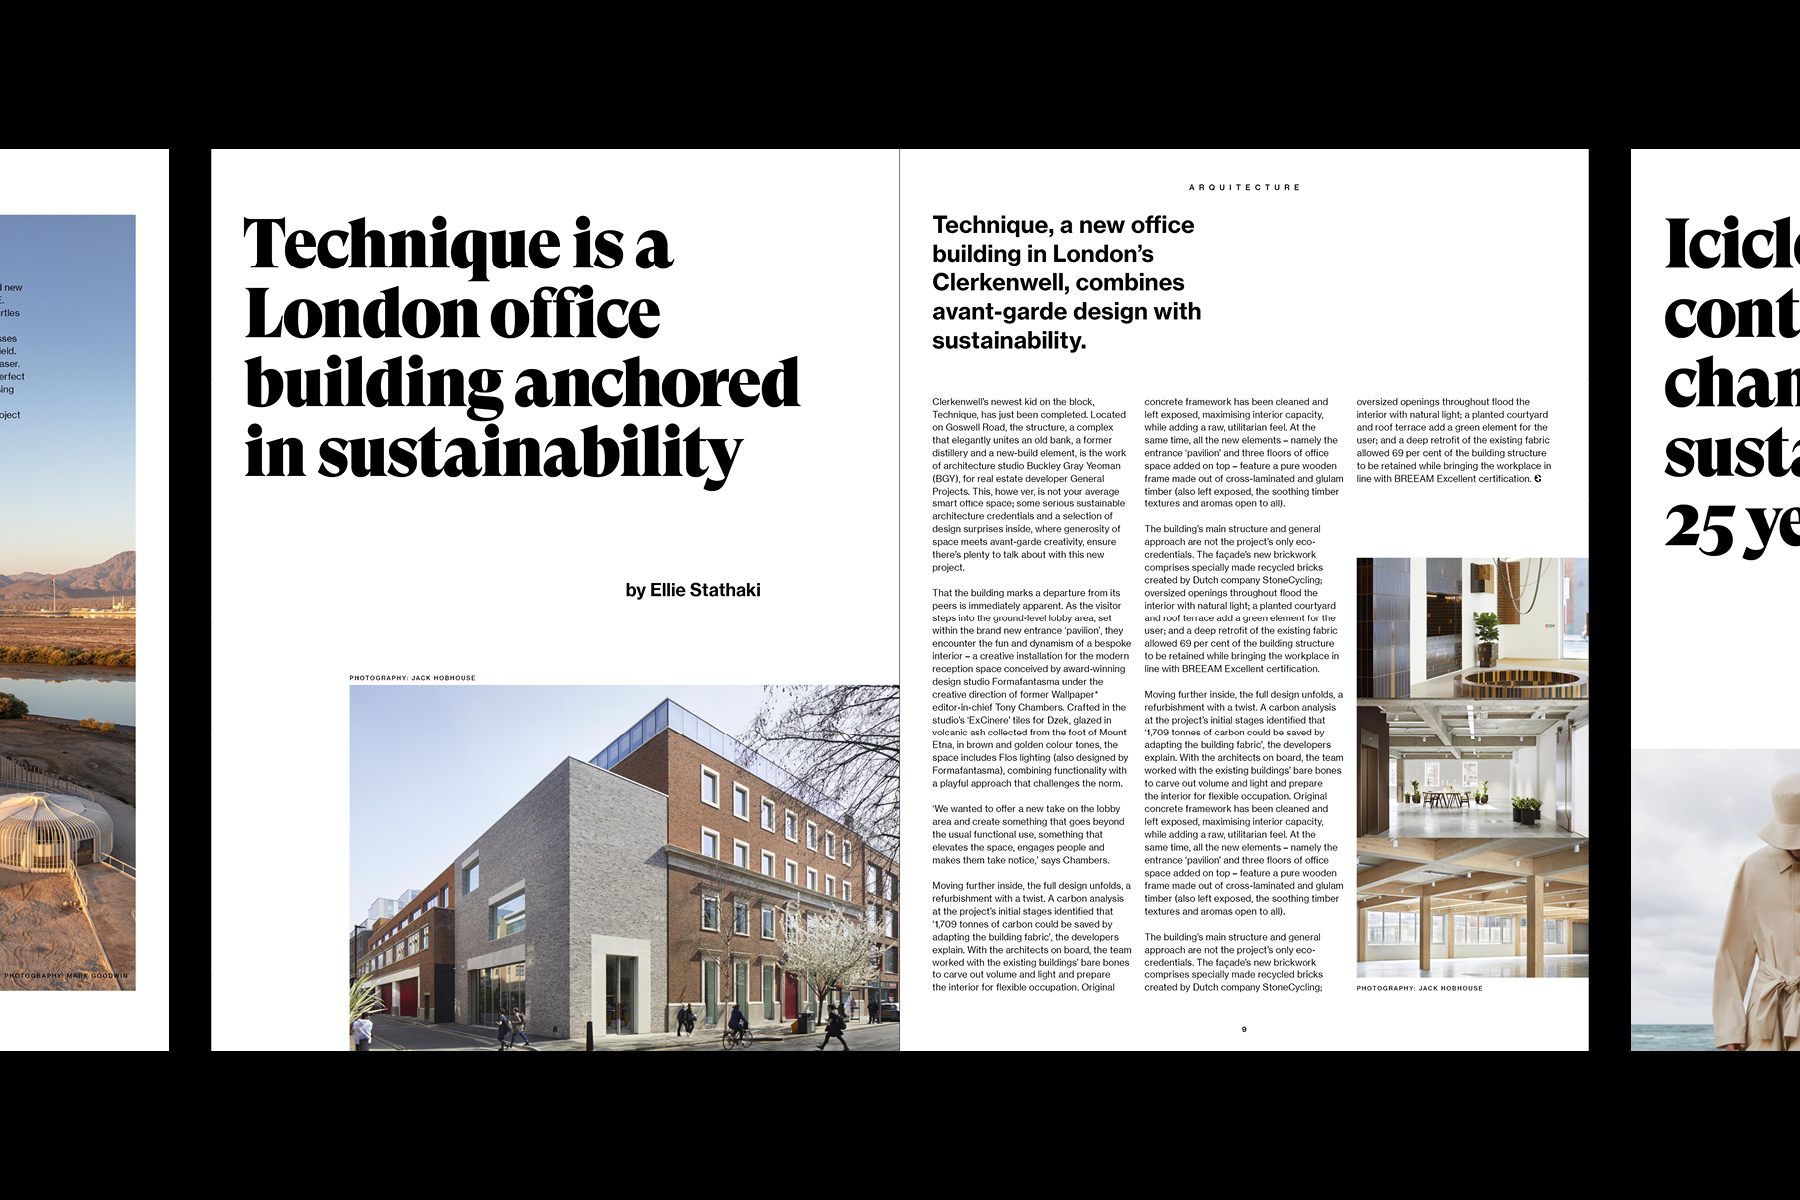 d new
E.
rtles
sses
ield.
aser.
erfect
ing
oject
PHOTOGRAPHY: MARK GOODWIN
Technique is a
London office
building anchored
in sustainability
by Ellie Stathaki
PHOTOGRAPHY: JACK HOBHOUSE
8
ARQUITECTURE
Technique, a new office
building in London’s
Clerkenwell, combines
avant-garde design with
sustainability.
Clerkenwell’s newest kid on the block,
Technique, has just been completed. Located
on Goswell Road, the structure, a complex
that elegantly unites an old bank, a former
distillery and a new-build element, is the work
of architecture studio Buckley Gray Yeoman
(BGY), for real estate developer General
Projects. This, howe ver, is not your average
smart office space; some serious sustainable
architecture credentials and a selection of
design surprises inside, where generosity of
space meets avant-garde creativity, ensure
there’s plenty to talk about with this new
project.
That the building marks a departure from its
peers is immediately apparent. As the visitor
steps into the ground-level lobby area, set
within the brand new entrance ‘pavilion’, they
encounter the fun and dynamism of a bespoke
interior – a creative installation for the modern
reception space conceived by award-winning
design studio Formafantasma under the
creative direction of former Wallpaper*
editor-in-chief Tony Chambers. Crafted in the
studio’s ‘ExCinere’ tiles for Dzek, glazed in
volcanic ash collected from the foot of Mount
Etna, in brown and golden colour tones, the
space includes Flos lighting (also designed by
Formafantasma), combining functionality with
a playful approach that challenges the norm.
‘We wanted to offer a new take on the lobby
area and create something that goes beyond
the usual functional use, something that
elevates the space, engages people and
makes them take notice,’ says Chambers.
Moving further inside, the full design unfolds, a
refurbishment with a twist. A carbon analysis
at the project’s initial stages identified that
‘1,709 tonnes of carbon could be saved by
adapting the building fabric’, the developers
explain. With the architects on board, the team
worked with the existing buildings’ bare bones
to carve out volume and light and prepare
the interior for flexible occupation. Original
concrete framework has been cleaned and
left exposed, maximising interior capacity,
while adding a raw, utilitarian feel. At the
same time, all the new elements – namely the
entrance ‘pavilion’ and three floors of office
space added on top – feature a pure wooden
frame made out of cross-laminated and glulam
timber (also left exposed, the soothing timber
textures and aromas open to all).
The building’s main structure and general
approach are not the project’s only eco-
credentials. The façade’s new brickwork
comprises specially made recycled bricks
created by Dutch company StoneCycling;
oversized openings throughout flood the
interior with natural light; a planted courtyard
and roof terrace add a green element for the
user; and a deep retrofit of the existing fabric
allowed 69 per cent of the building structure
to be retained while bringing the workplace in
line with BREEAM Excellent certification.
Moving further inside, the full design unfolds, a
refurbishment with a twist. A carbon analysis
at the project’s initial stages identified that
‘1,709 tonnes of carbon could be saved by
adapting the building fabric’, the developers
explain. With the architects on board, the team
worked with the existing buildings’ bare bones
to carve out volume and light and prepare
the interior for flexible occupation. Original
concrete framework has been cleaned and
left exposed, maximising interior capacity,
while adding a raw, utilitarian feel. At the
same time, all the new elements – namely the
entrance ‘pavilion’ and three floors of office
space added on top – feature a pure wooden
frame made out of cross-laminated and glulam
timber (also left exposed, the soothing timber
textures and aromas open to all).
The building’s main structure and general
approach are not the project’s only eco-
credentials. The façade’s new brickwork
comprises specially made recycled bricks
created by Dutch company StoneCycling;
oversized openings throughout flood the
interior with natural light; a planted courtyard
and roof terrace add a green element for the
user; and a deep retrofit of the existing fabric
allowed 69 per cent of the building structure
to be retained while bringing the workplace in
line with BREEAM Excellent certification.
PHOTOGRAPHY: JACK HOBHOUSE
9
Icicle
cont
chan
susta
25 ye